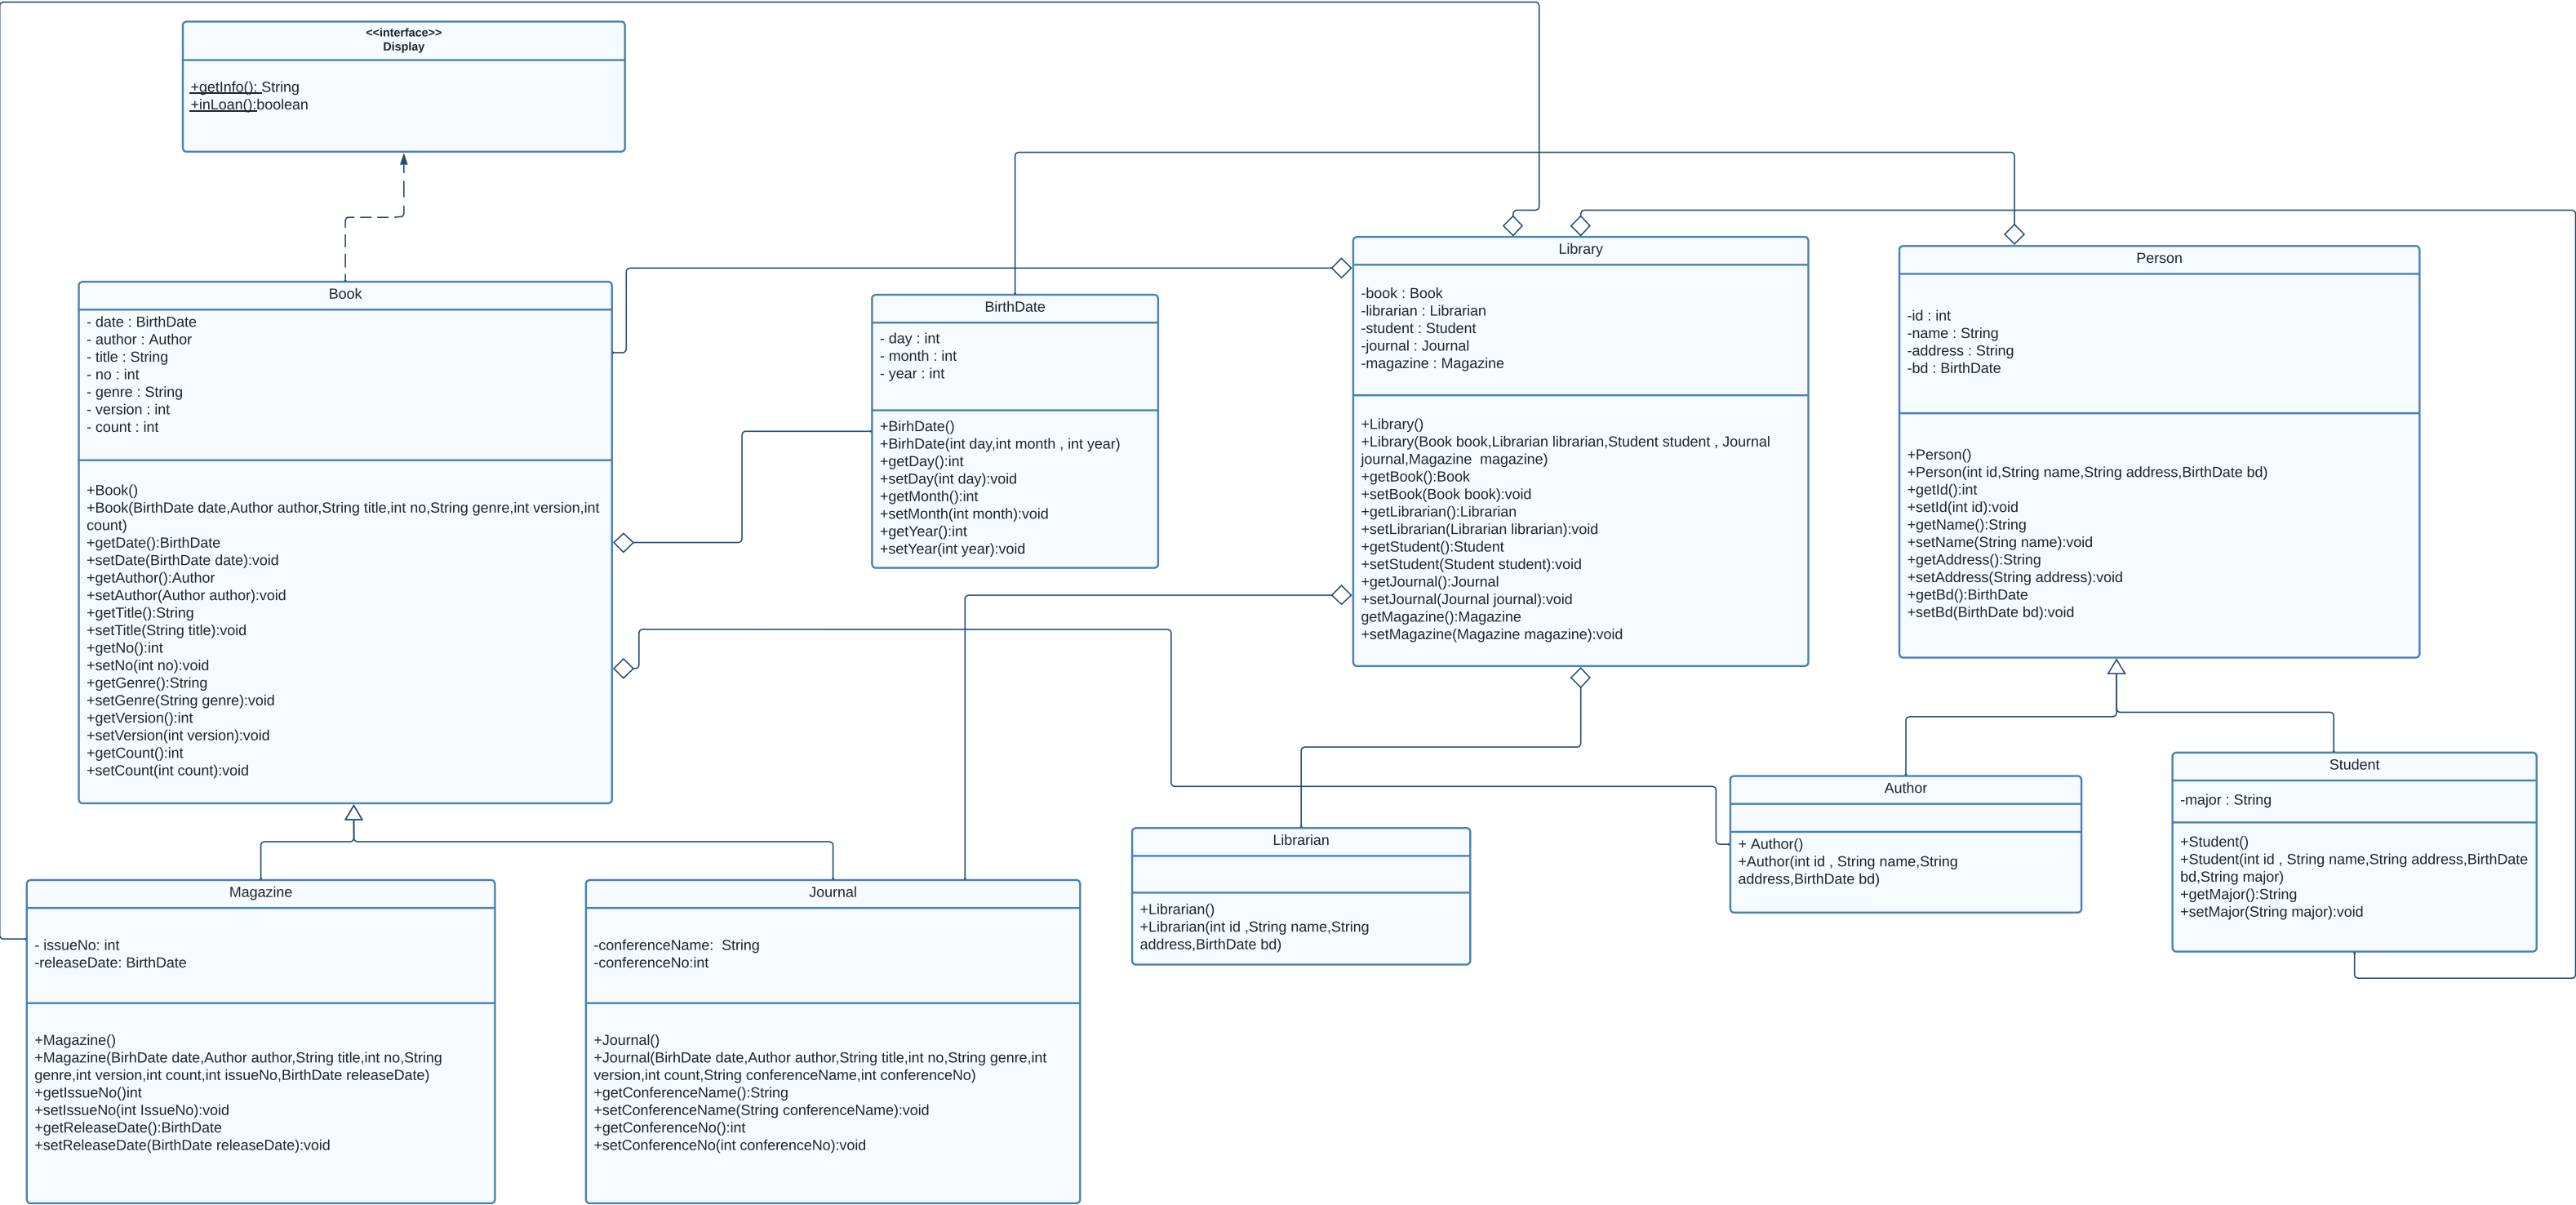 <<interface>>
Display
+getInfo(): String
+inLoan():boolean
Book
- date : BirthDate
- author : Author
- title : String
- no : int
- genre : String
- version : int
- count : int
+Book()
+Book(BirthDate date,Author author,String title,int no,String genre,int version,int
count)
+getDate():BirthDate
+setDate(BirthDate date):void
+getAuthor():Author
+setAuthor(Author author):void
+getTitle():String
+setTitle(String title):void
+getNo():int
+setNo(int no):void
+getGenre():String
+setGenre(String genre):void
+getVersion():int
+setVersion(int version):void
+getCount():int
+setCount(int count):void
BirthDate
- day : int
- month : int
- year : int
+BirhDate()
+BirhDate(int day,int month , int year)
+getDay():int
+setDay(int day):void
+getMonth():int
+setMonth(int month):void
+getYear():int
+setYear(int year):void
Library
-book : Book
-librarian : Librarian
-student : Student
-journal : Journal
-magazine : Magazine
+Library()
+Library(Book book,Librarian librarian,Student student , Journal
journal,Magazine  magazine)
+getBook():Book
+setBook(Book book):void
+getLibrarian():Librarian
+setLibrarian(Librarian librarian):void
+getStudent():Student
+setStudent(Student student):void
+getJournal():Journal
+setJournal(Journal journal):void
getMagazine():Magazine
+setMagazine(Magazine magazine):void
Person
-id : int
-name : String
-address : String
-bd : BirthDate
+Person()
+Person(int id,String name,String address,BirthDate bd)
+getId():int
+setId(int id):void
+getName():String
+setName(String name):void
+getAddress():String
+setAddress(String address):void
+getBd():BirthDate
+setBd(BirthDate bd):void
Magazine
- issueNo: int
-releaseDate: BirthDate
+Magazine()
+Magazine(BirhDate date,Author author,String title,int no,String
genre,int version,int count,int issueNo,BirthDate releaseDate)
+getIssueNo()int
+setIssueNo(int IssueNo):void
+getReleaseDate():BirthDate
+setReleaseDate(BirthDate releaseDate):void
Journal
-conferenceName:  String
-conferenceNo:int
+Journal()
+Journal(BirhDate date,Author author,String title,int no,String genre,int
version,int count,String conferenceName,int conferenceNo)
+getConferenceName():String
+setConferenceName(String conferenceName):void
+getConferenceNo():int
+setConferenceNo(int conferenceNo):void
Librarian
+Librarian()
+Librarian(int id ,String name,String
address,BirthDate bd)
Author
+ Author()
+Author(int id , String name,String
address,BirthDate bd)
Student
-major : String
+Student()
+Student(int id , String name,String address,BirthDate
bd,String major)
+getMajor():String
+setMajor(String major):void